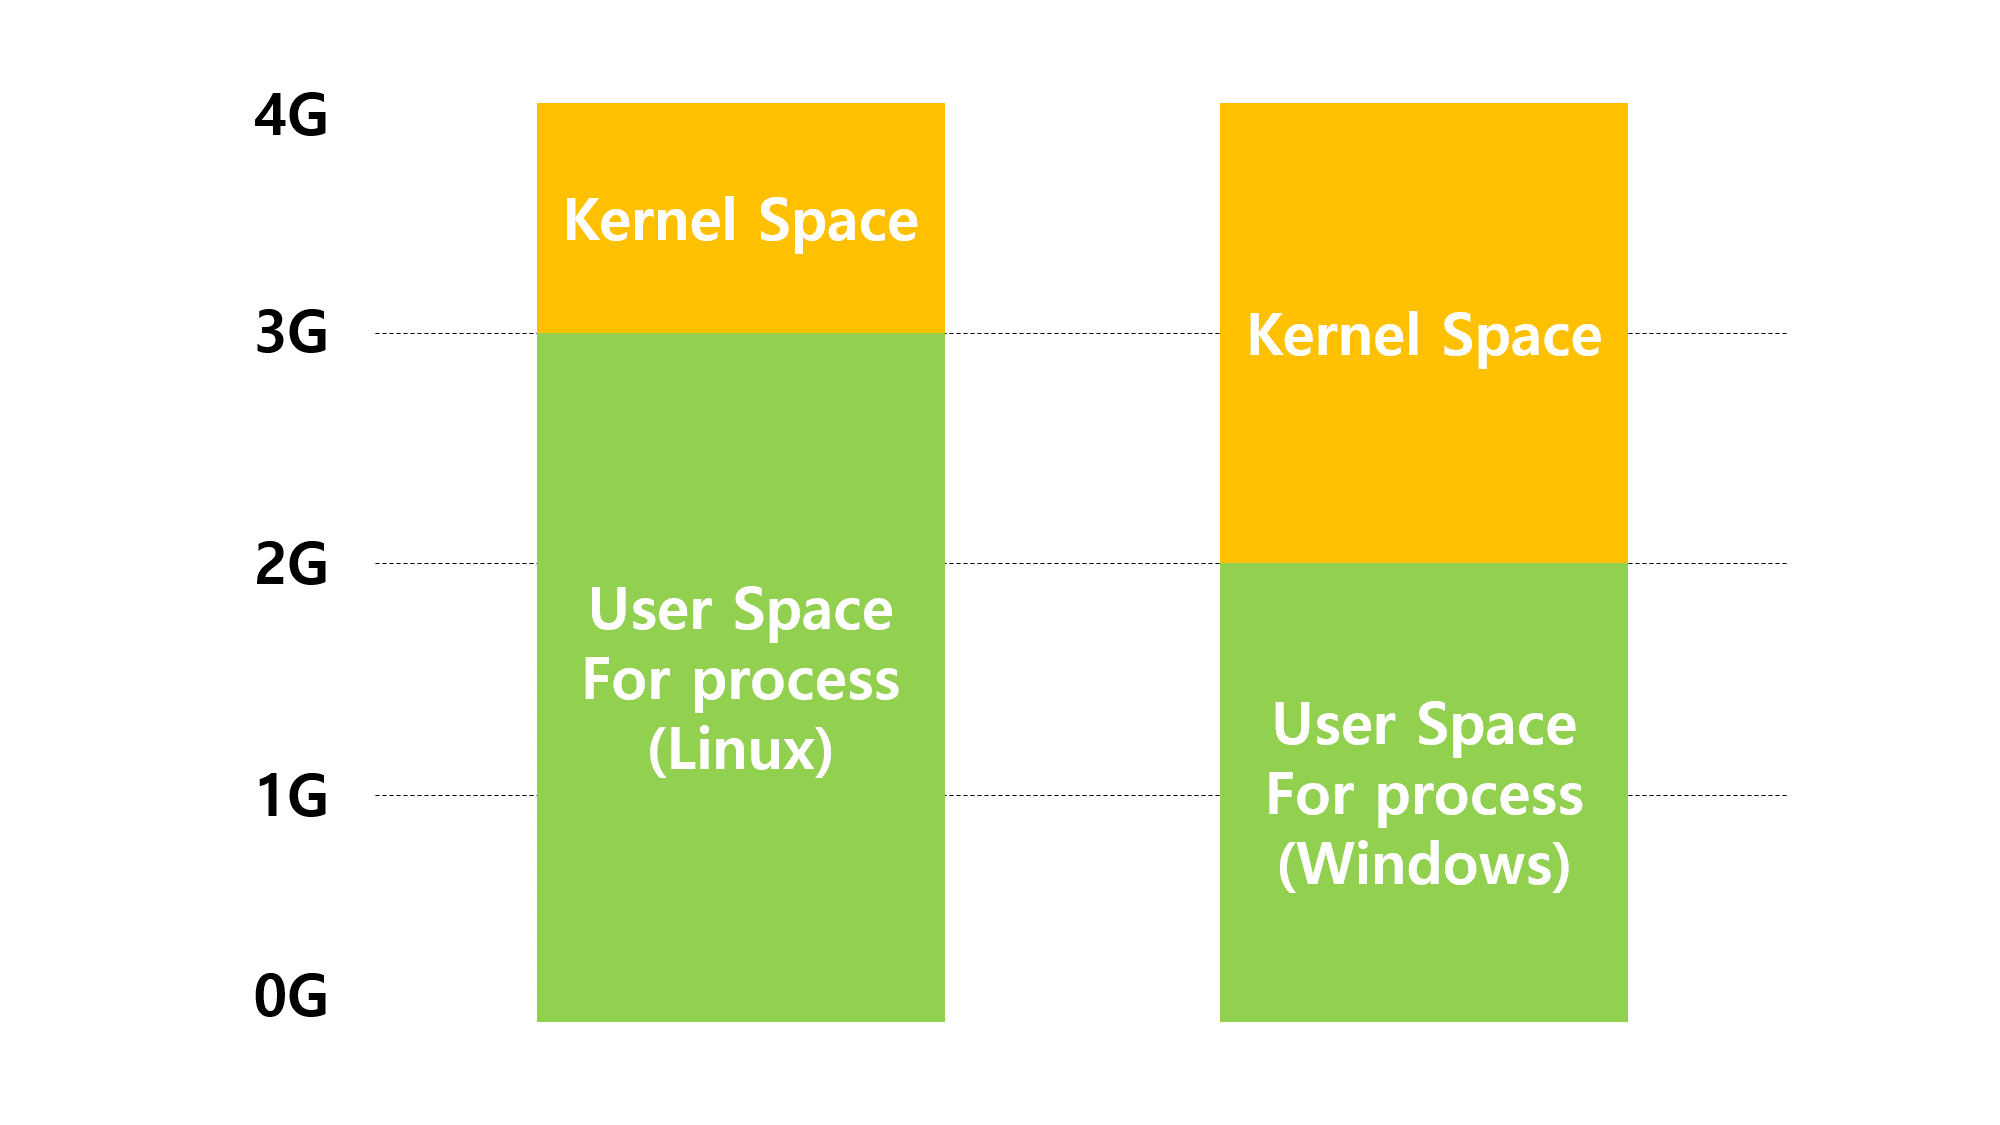 4G
3G
2G
1G
0G
Kernel Space
User Space
For process
(Linux)
Kernel Space
User Space
For process
(Windows)